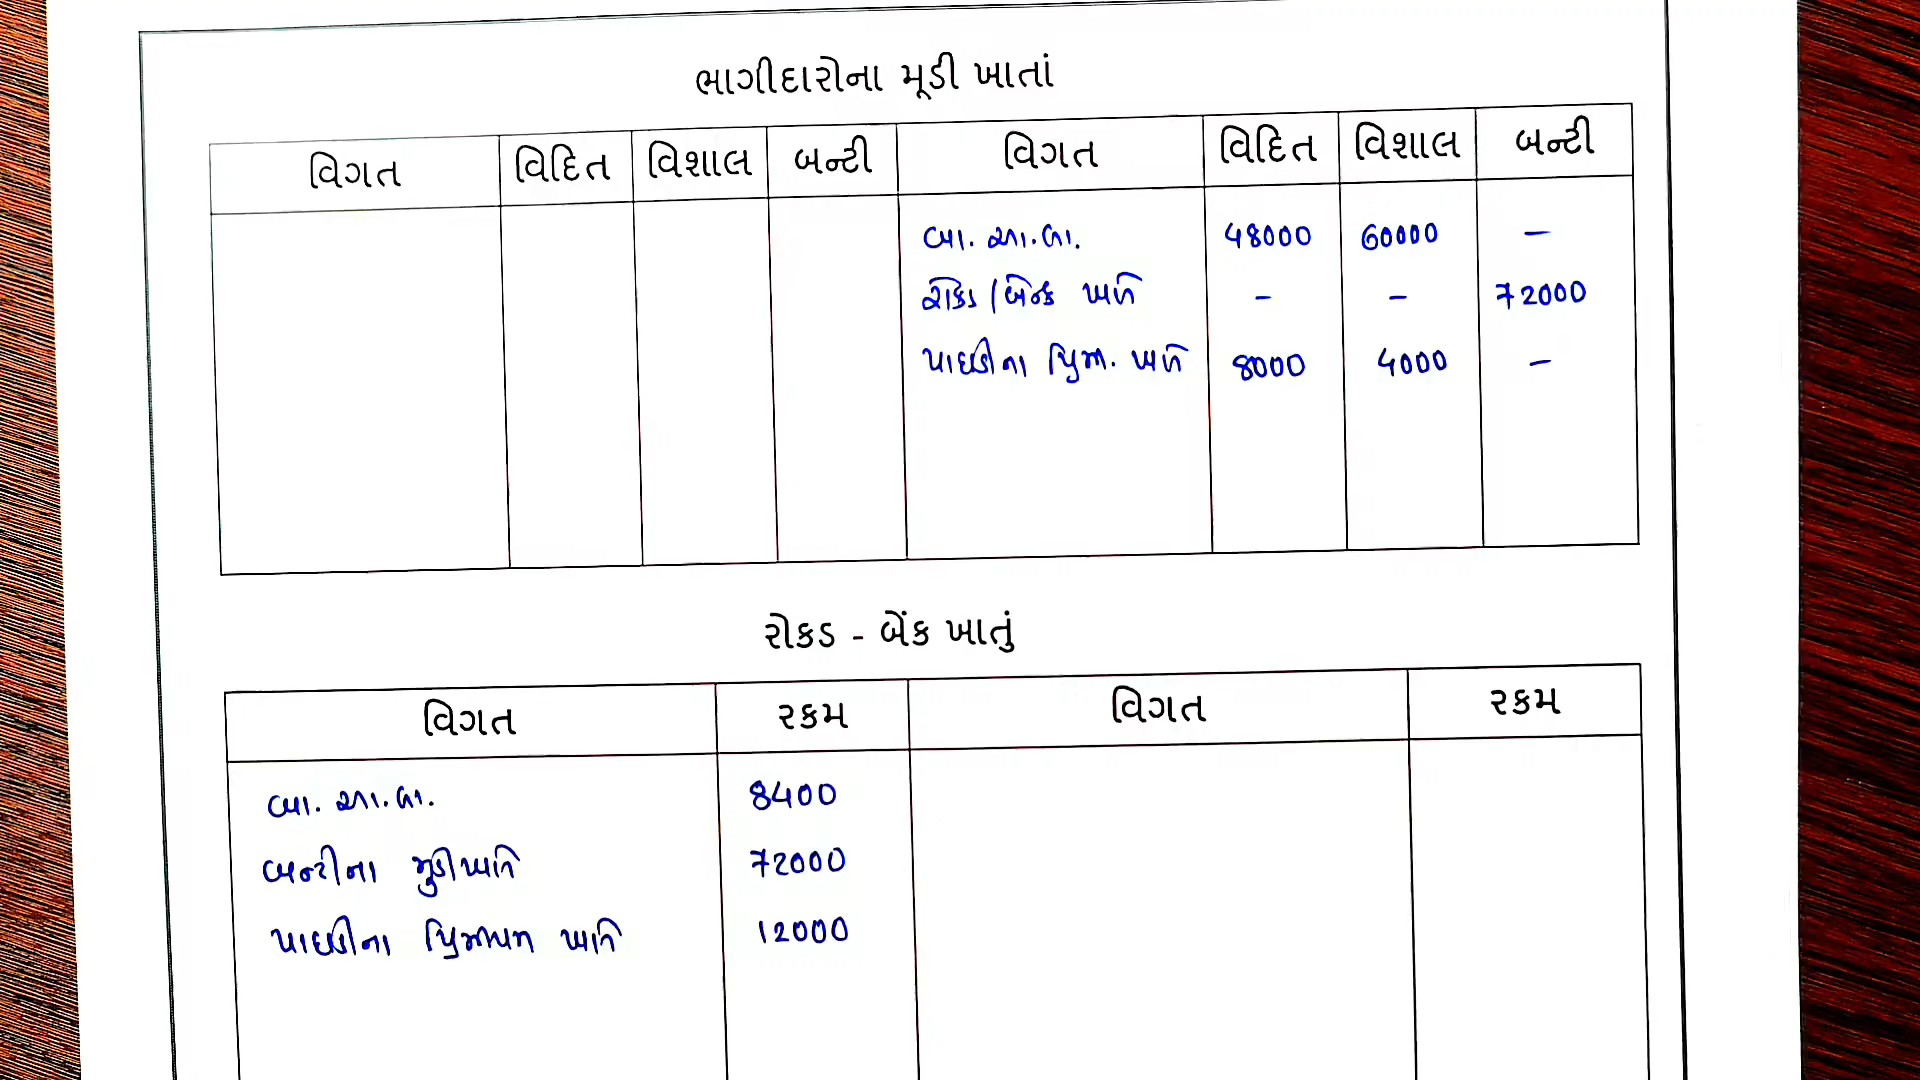 ભાગીદારોના મૂડી ખાતાં
વિગત વિદિત વિશાલ બન્ટી વિગત વિદિત વિશાલ બન્ટી
બા. આ.લા. 48000 60000 –
રોકડ/બેન્ક ખાતે – – 72000
પાઘડીના પ્રિમિ. ખાતે 8000 4000 –
રોકડ - બેંક ખાતું
વિગત રકમ વિગત રકમ
બા. આ.લા. 8400
બન્ટીના મુડીખાતે 72000
પાઘડીના પ્રિમિયમ ખાતે 12000